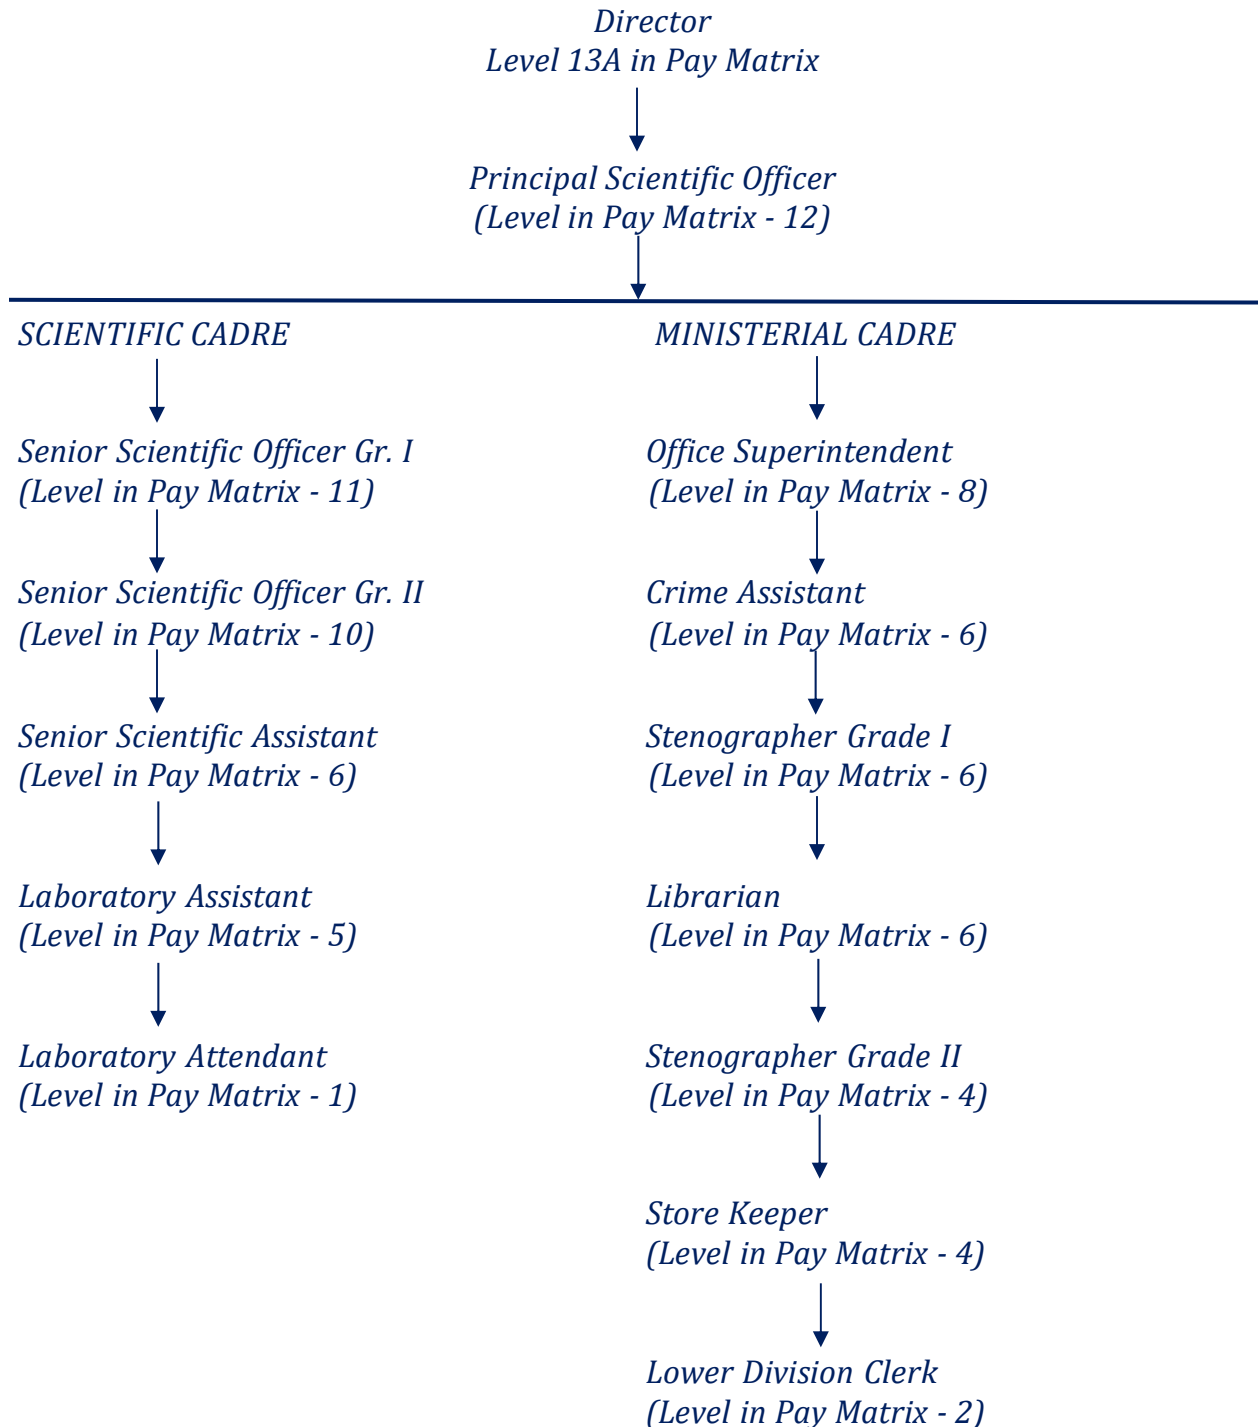 Director
Level 13A in Pay Matrix
Principal Scientific Officer
(Level in Pay Matrix - 12)
SCIENTIFIC CADRE
Senior Scientific Officer Gr. I
(Level in Pay Matrix - 11)
Senior Scientific Officer Gr. II
(Level in Pay Matrix - 10)
Senior Scientific Assistant
(Level in Pay Matrix - 6)
Laboratory Assistant
(Level in Pay Matrix - 5)
Laboratory Attendant
(Level in Pay Matrix - 1)
MINISTERIAL CADRE
Office Superintendent
(Level in Pay Matrix - 8)
Crime Assistant
(Level in Pay Matrix - 6)
Stenographer Grade I
(Level in Pay Matrix - 6)
Librarian
(Level in Pay Matrix - 6)
Stenographer Grade II
(Level in Pay Matrix - 4)
Store Keeper
(Level in Pay Matrix - 4)
Lower Division Clerk
(Level in Pay Matrix - 2)